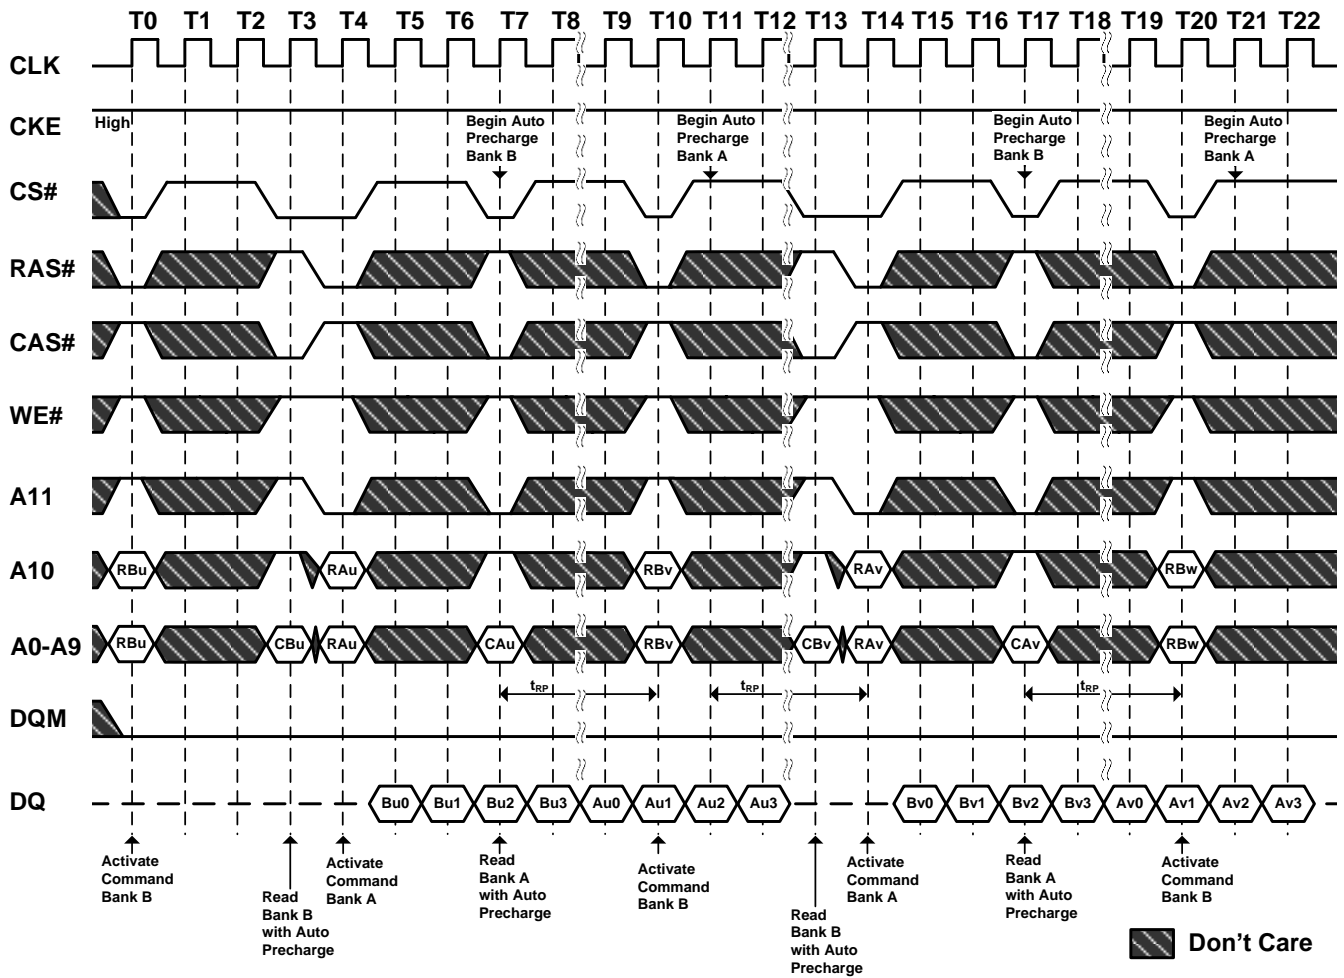 T0 T1 T2 T3 T4 T5 T6 T7 T8 T9 T10 T11 T12 T13 T14 T15 T16 T17 T18 T19 T20 T21 T22
CLK
CKE
High
Begin Auto
Precharge
Bank B
Begin Auto
Precharge
Bank A
Begin Auto
Precharge
Bank B
Begin Auto
Precharge
Bank A
CS#
RAS#
CAS#
WE#
A11
A10
RBu RAu RBv RAv RBw
A0-A9
RBu CBu RAu CAu RBv CBv RAv CAv RBw
tRP tRP tRP
DQM
DQ
Bu0 Bu1 Bu2 Bu3 Au0 Au1 Au2 Au3 Bv0 Bv1 Bv2 Bv3 Av0 Av1 Av2 Av3
Activate
Command
Bank B
Read
Bank B
with Auto
Precharge
Activate
Command
Bank A
Read
Bank A
with Auto
Precharge
Activate
Command
Bank B
Read
Bank B
with Auto
Precharge
Activate
Command
Bank A
Read
Bank A
with Auto
Precharge
Activate
Command
Bank B
Don't Care